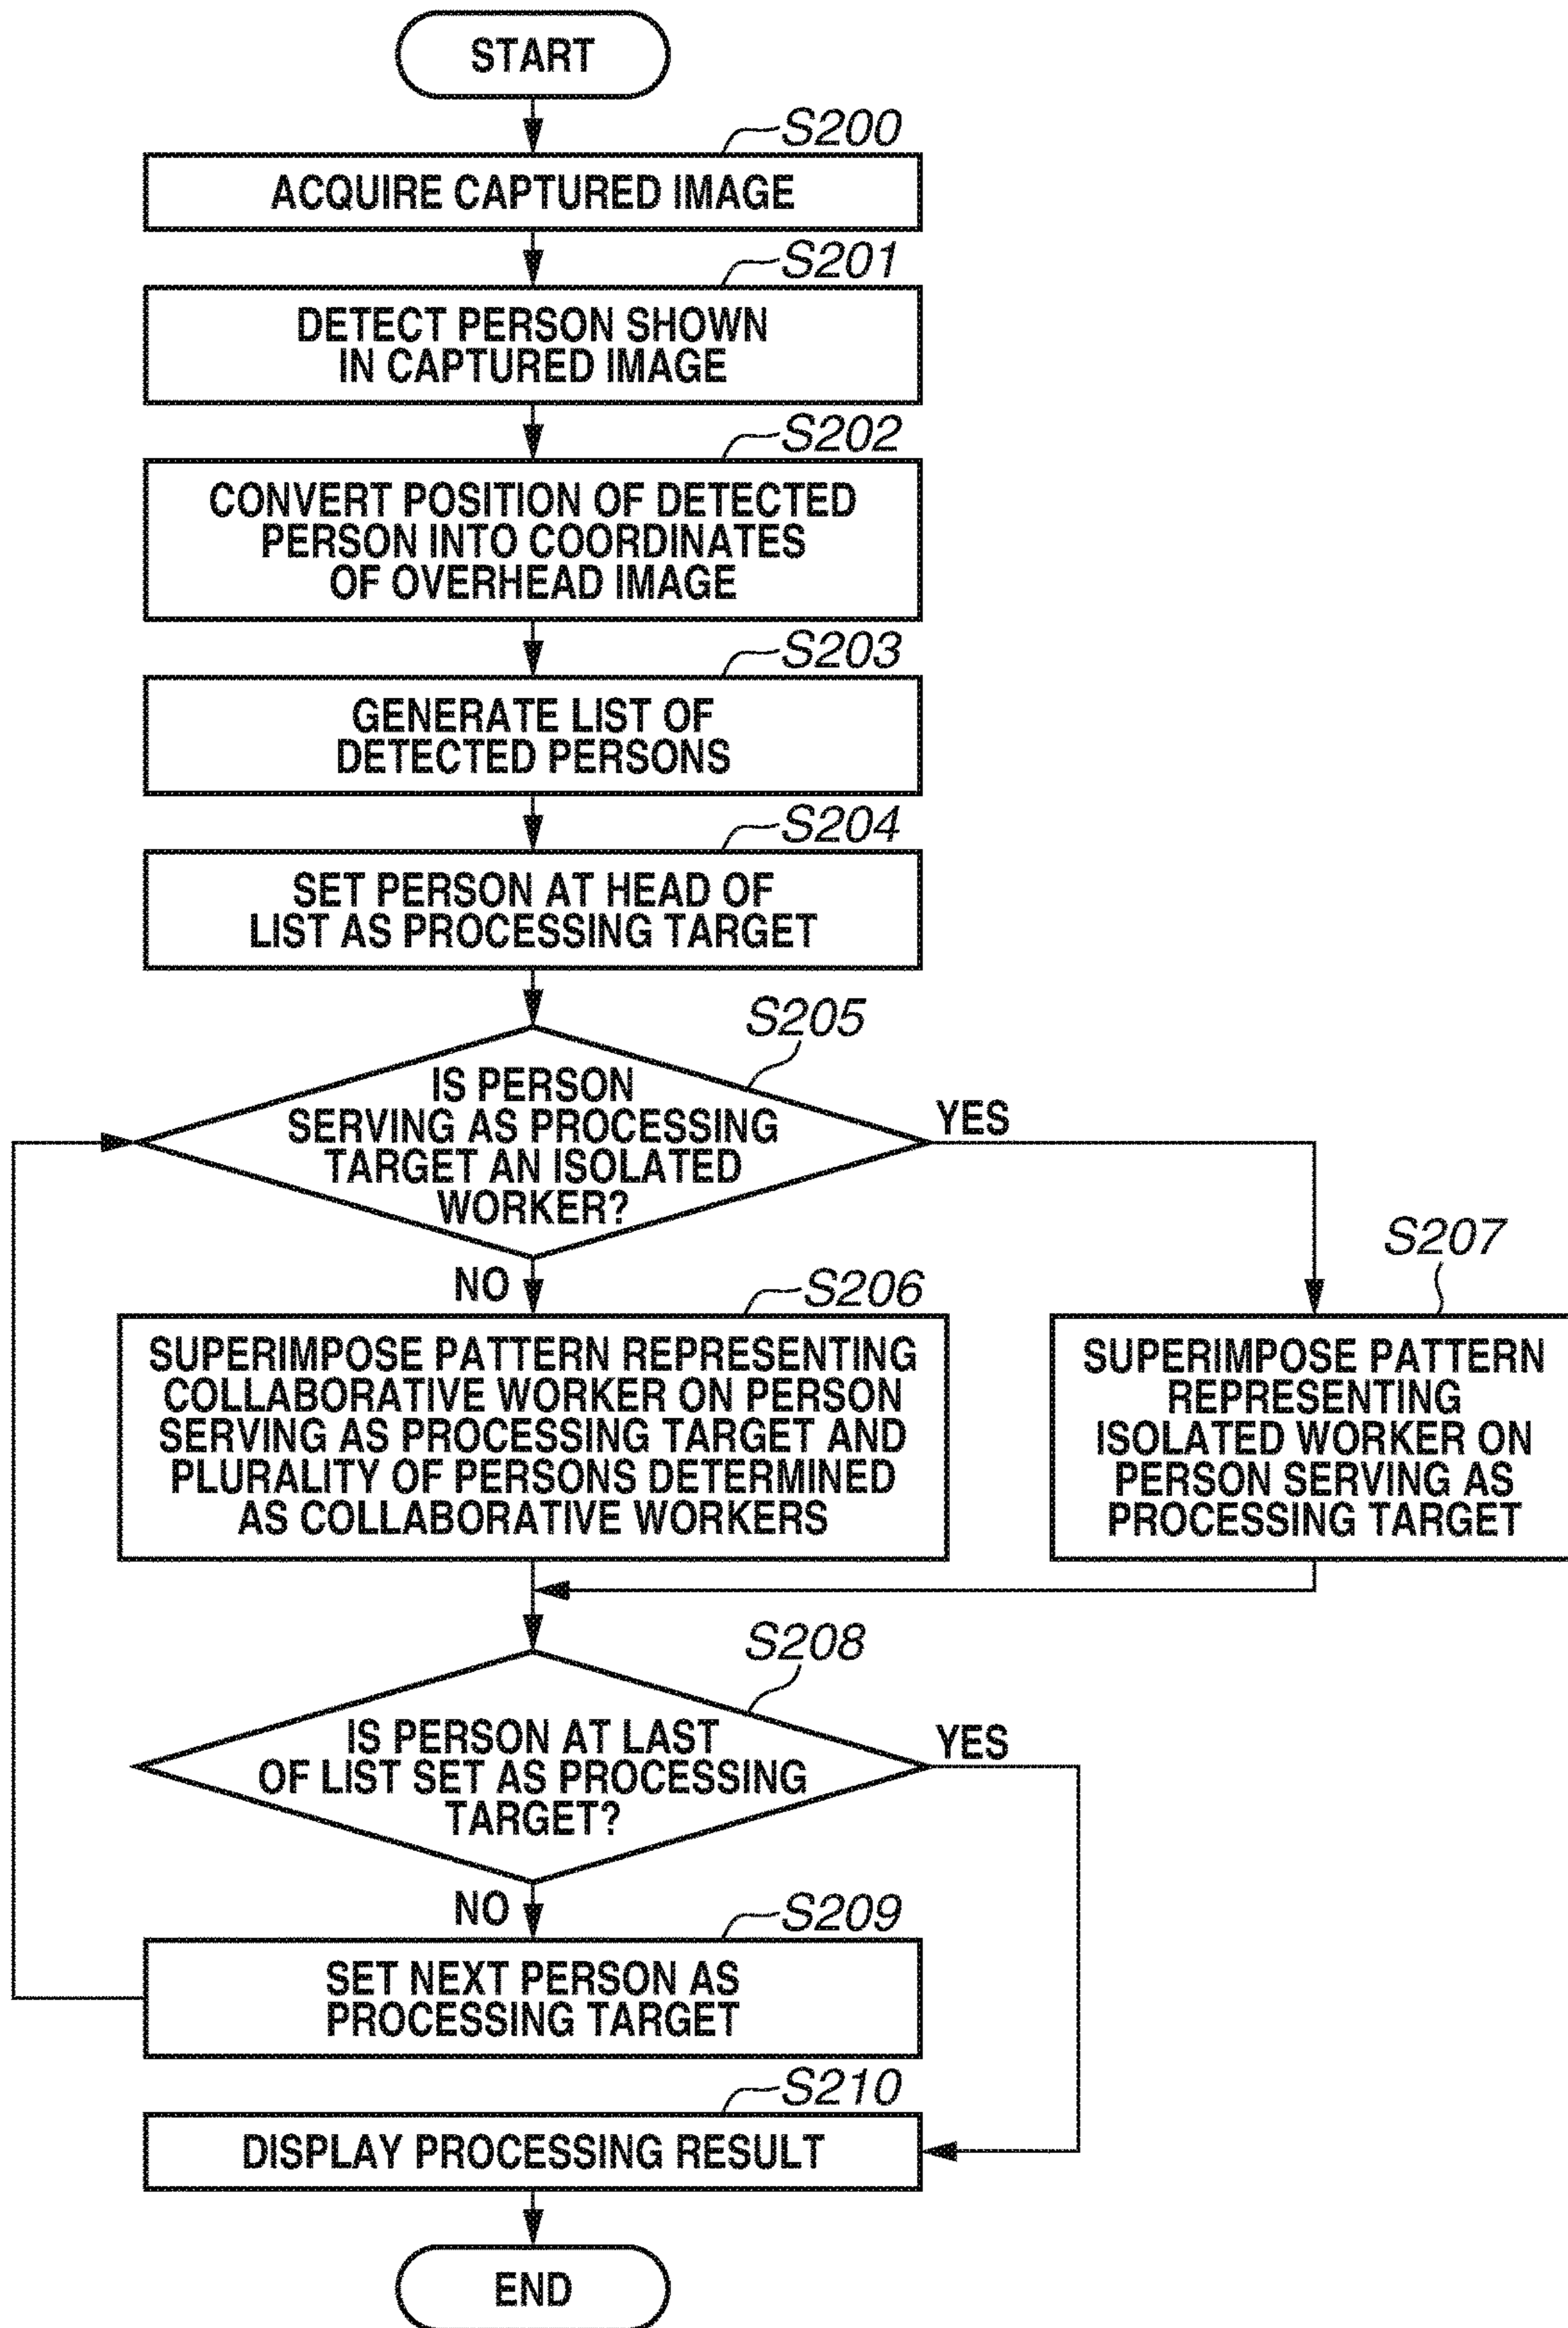 START
S200
ACQUIRE CAPTURED IMAGE
S201
DETECT PERSON SHOWN
IN CAPTURED IMAGE
S202
CONVERT POSITION OF DETECTED
PERSON INTO COORDINATES
OF OVERHEAD IMAGE
S203
GENERATE LIST OF
DETECTED PERSONS
S204
SET PERSON AT HEAD OF
LIST AS PROCESSING TARGET
S205
IS PERSON
SERVING AS PROCESSING
TARGET AN ISOLATED
WORKER?
YES
NO
S206
SUPERIMPOSE PATTERN REPRESENTING
COLLABORATIVE WORKER ON PERSON
SERVING AS PROCESSING TARGET AND
PLURALITY OF PERSONS DETERMINED
AS COLLABORATIVE WORKERS
S207
SUPERIMPOSE PATTERN
REPRESENTING
ISOLATED WORKER ON
PERSON SERVING AS
PROCESSING TARGET
S208
IS PERSON AT LAST
OF LIST SET AS PROCESSING
TARGET?
YES
NO
S209
SET NEXT PERSON AS
PROCESSING TARGET
S210
DISPLAY PROCESSING RESULT
END